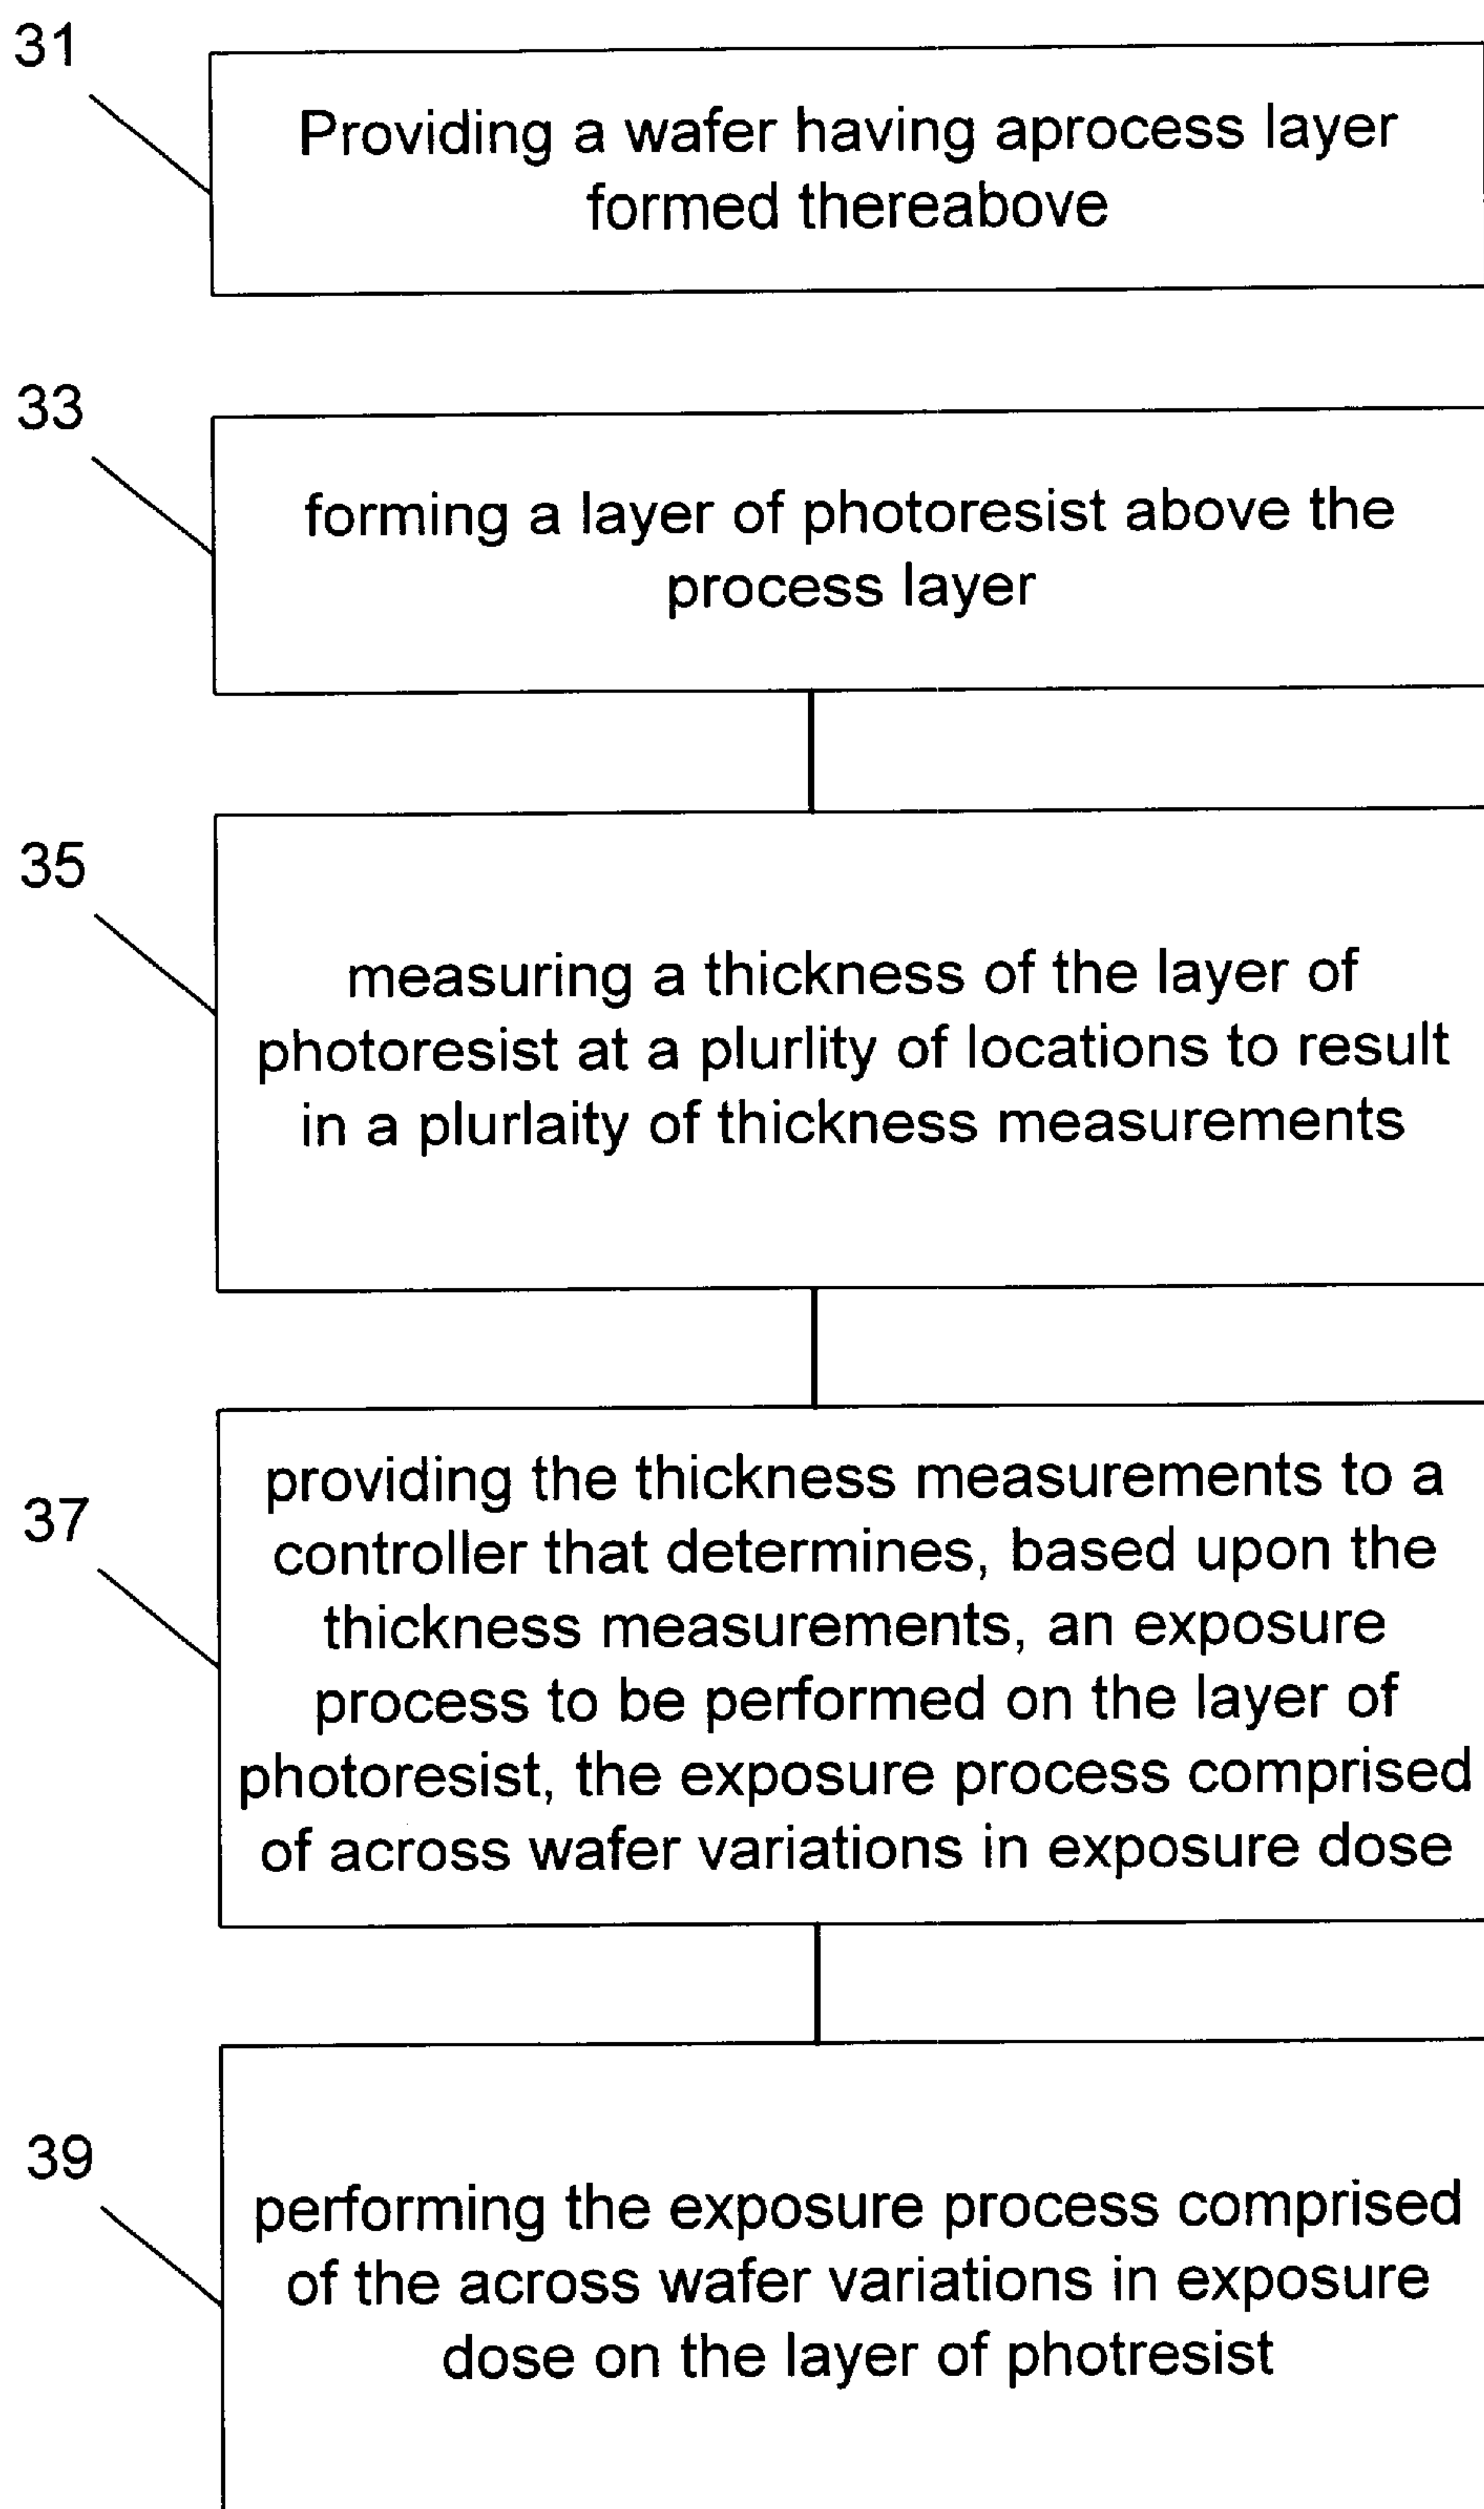 31
Providing a wafer having aprocess layer
formed thereabove
33
forming a layer of photoresist above the
process layer
35
measuring a thickness of the layer of
photoresist at a plurlity of locations to result
in a plurlaity of thickness measurements
37
providing the thickness measurements to a
controller that determines, based upon the
thickness measurements, an exposure
process to be performed on the layer of
photoresist, the exposure process comprised
of across wafer variations in exposure dose
39
performing the exposure process comprised
of the across wafer variations in exposure
dose on the layer of photresist